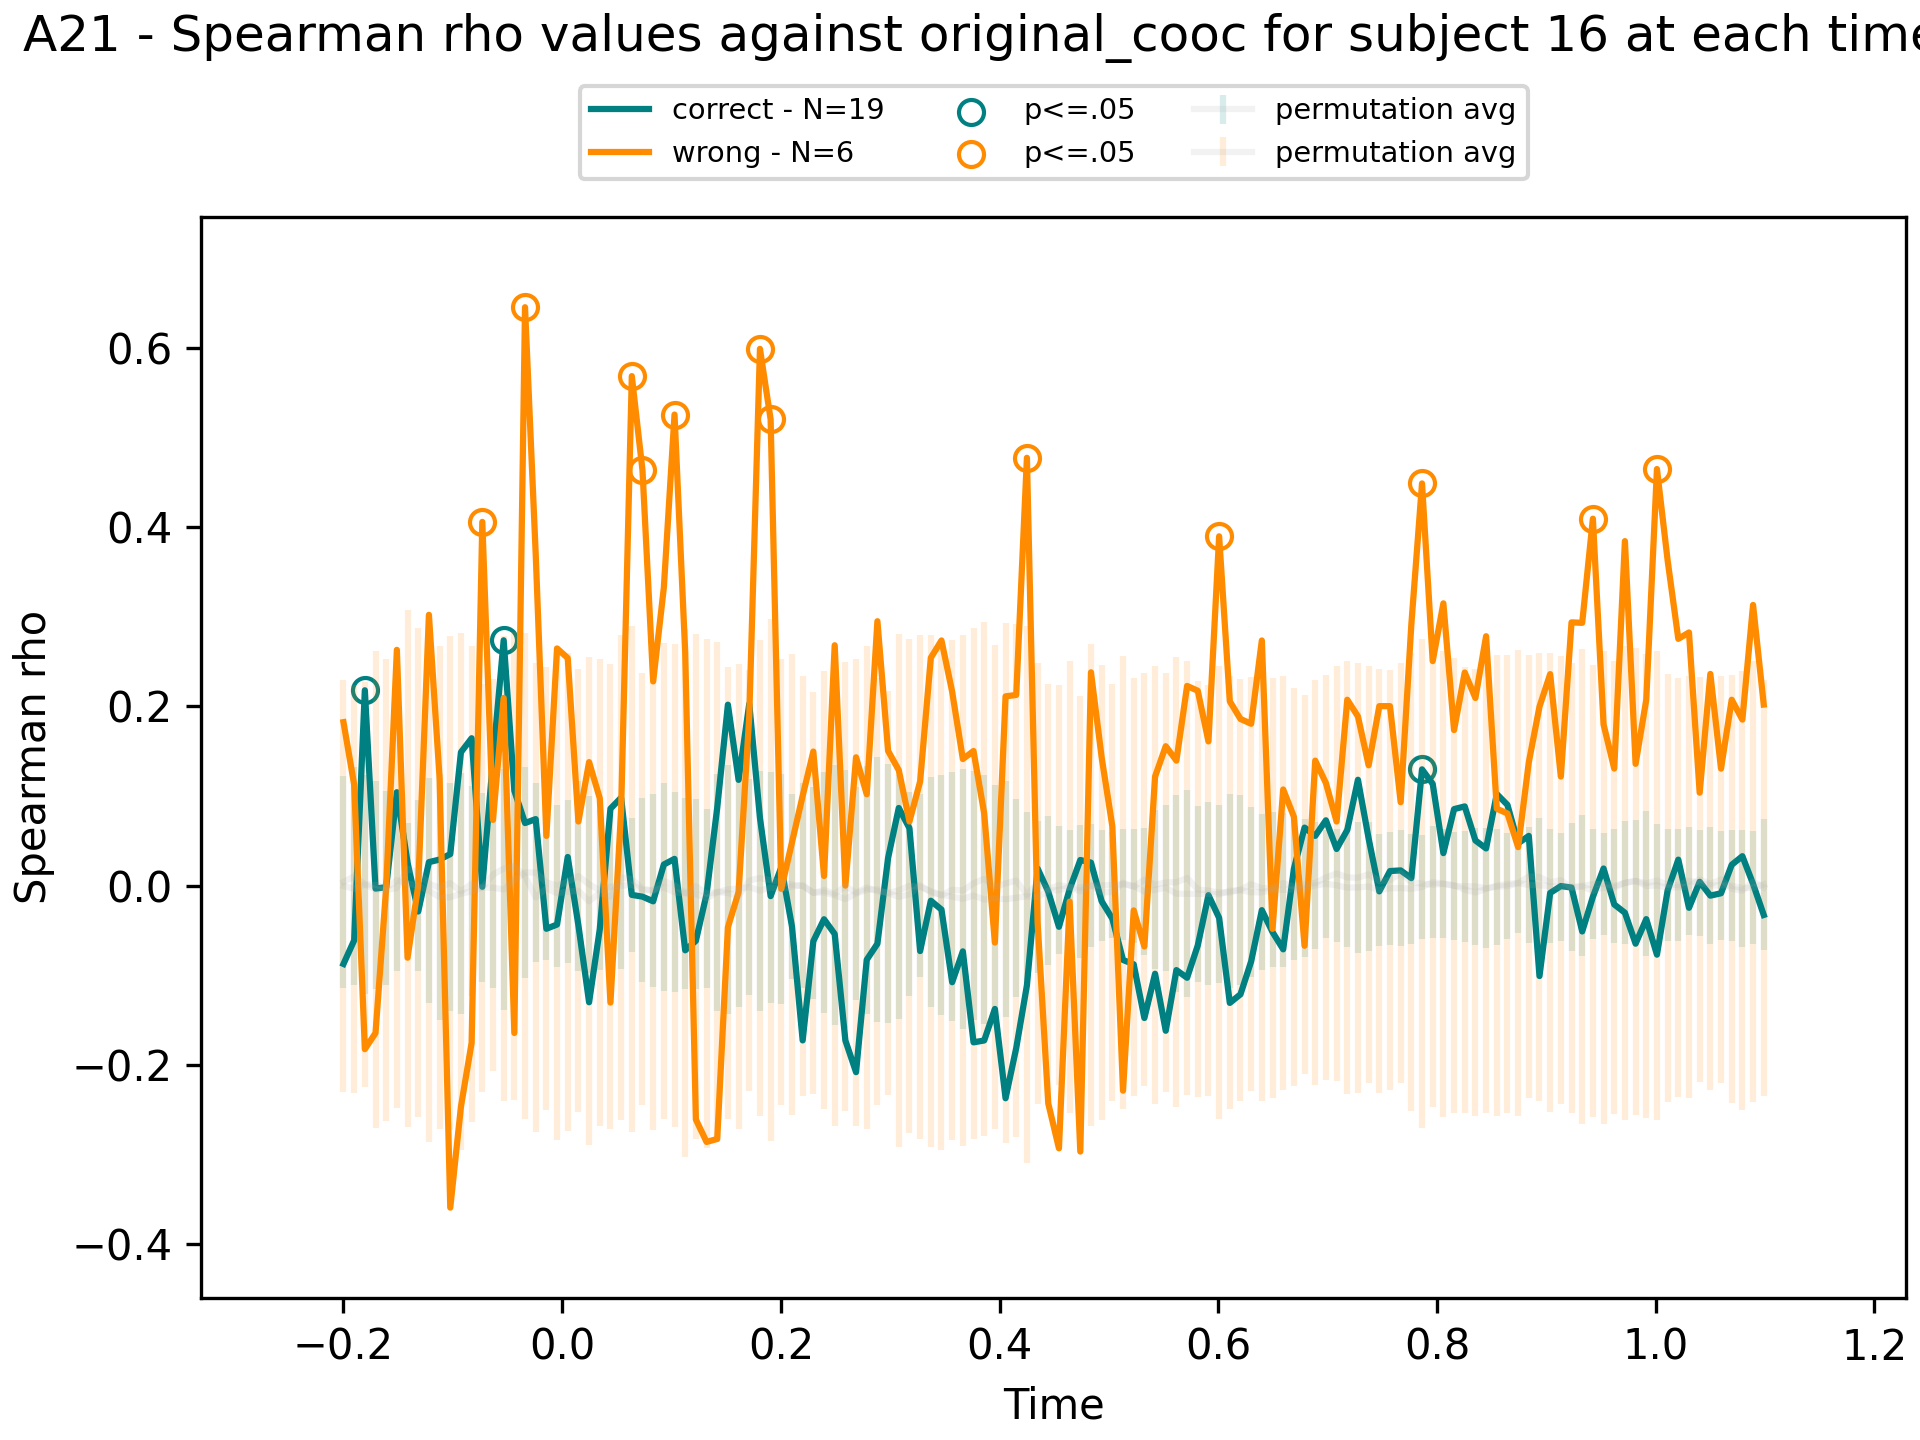 A21 - Spearman rho values against original_cooc for subject 16 at each time
correct - N=19
wrong - N=6
p<=.05
p<=.05
permutation avg
permutation avg
Spearman rho
0.6
0.4
0.2
0.0
−0.2
−0.4
−0.2 0.0 0.2 0.4 0.6 0.8 1.0 1.2
Time